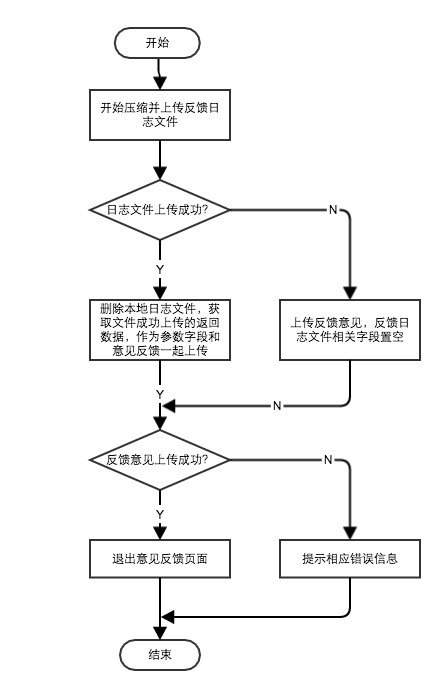 开始
开始压缩并上传反馈日
志文件
日志文件上传成功?
N
Y
删除本地日志文件，获
取文件成功上传的返回
数据，作为参数字段和
意见反馈一起上传
上传反馈意见，反馈日
志文件相关字段置空
Y
N
反馈意见上传成功?
N
Y
退出意见反馈页面
提示相应错误信息
结束